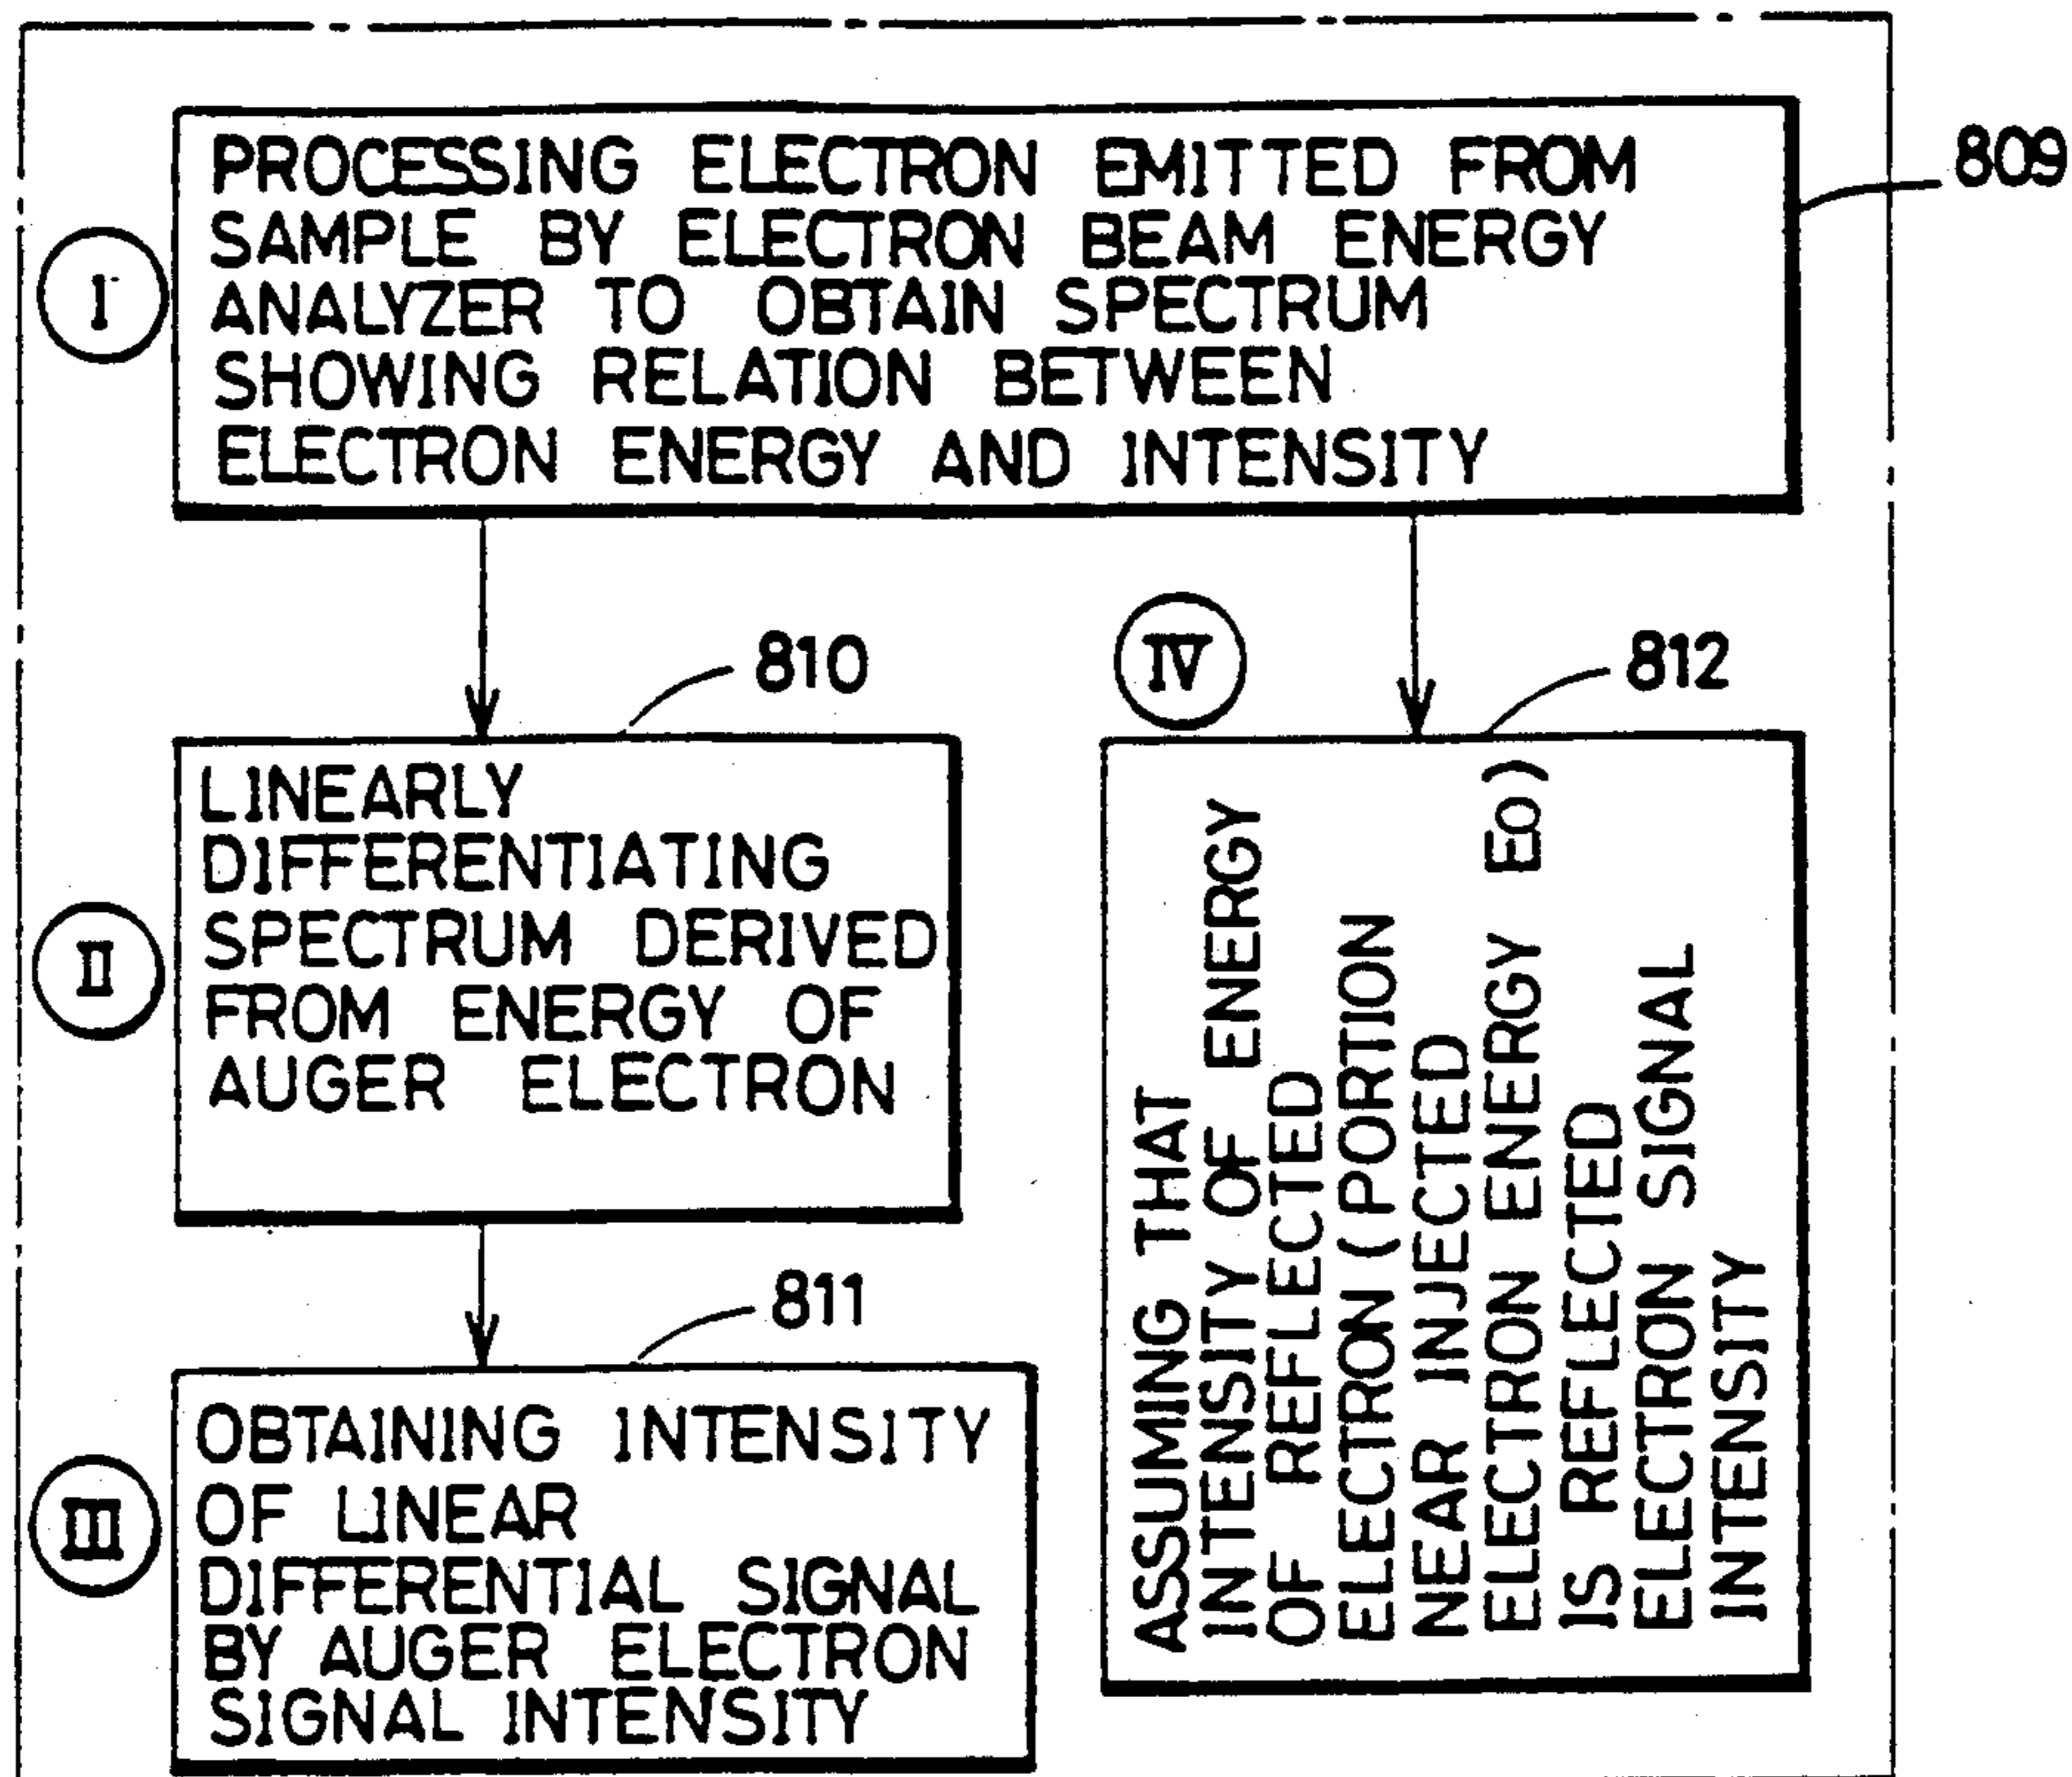 809
I
PROCESSING ELECTRON EMITTED FROM
SAMPLE BY ELECTRON BEAM ENERGY
ANALYZER TO OBTAIN SPECTRUM
SHOWING RELATION BETWEEN
ELECTRON ENERGY AND INTENSITY
810
II
LINEARLY
DIFFERENTIATING
SPECTRUM DERIVED
FROM ENERGY OF
AUGER ELECTRON
811
III
OBTAINING INTENSITY
OF LINEAR
DIFFERENTIAL SIGNAL
BY AUGER ELECTRON
SIGNAL INTENSITY
IV
812
ASSUMING THAT
INTENSITY OF ENERGY
OF REFLECTED
ELECTRON (PORTION
NEAR INJECTED
ELECTRON ENERGY E0)
IS REFLECTED
ELECTRON SIGNAL
INTENSITY